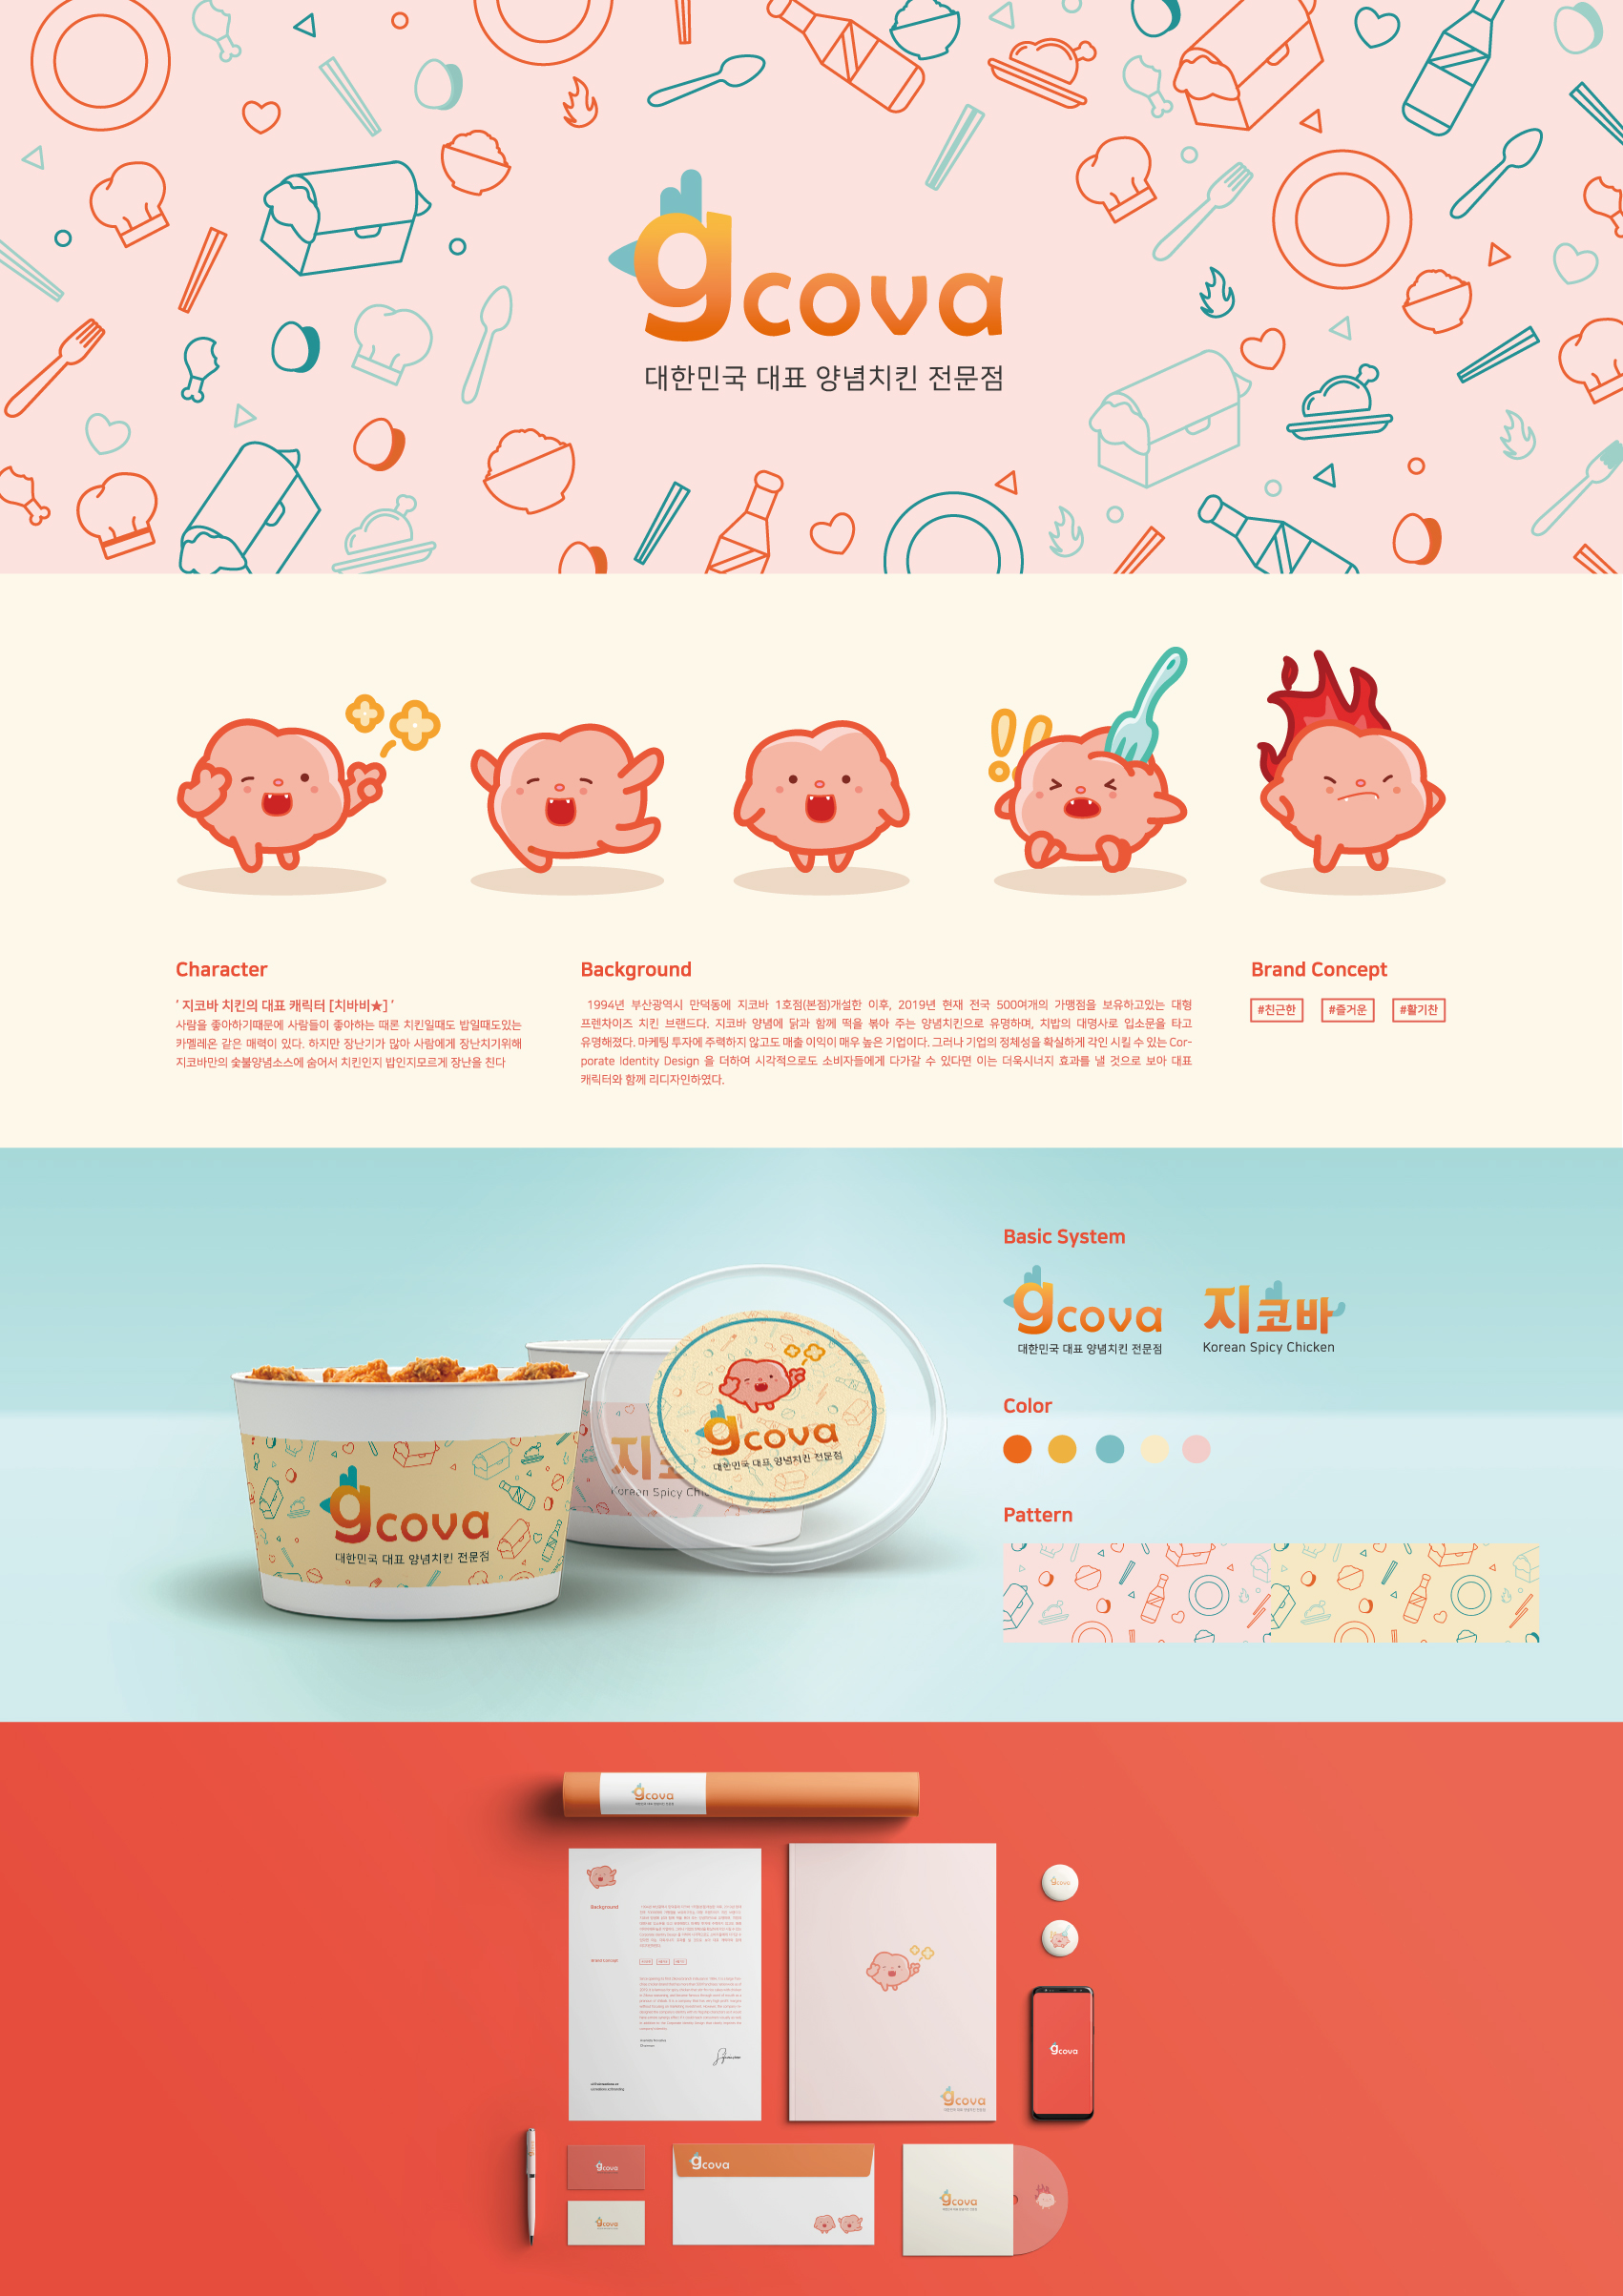 gcova
대한민국 대표 양념치킨 전문점
Character
' 지코바 치킨의 대표 캐릭터 [치바비★] '
사람을 좋아하기때문에 사람들이 좋아하는 때론 치킨일때도 밥일때도있는
카멜레온 같은 매력이 있다. 하지만 장난기가 많아 사람에게 장난치기위해
지코바만의 숯불양념소스에 숨어서 치킨인지 밥인지모르게 장난을 친다
Background
1994년 부산광역시 만덕동에 지코바 1호점(본점)개설한 이후, 2019년 현재 전국 500여개의 가맹점을 보유하고있는 대형
프렌차이즈 치킨 브랜드다. 지코바 양념에 닭과 함께 떡을 볶아 주는 양념치킨으로 유명하며, 치밥의 대명사로 입소문을 타고
유명해졌다. 마케팅 투자에 주력하지 않고도 매출 이익이 매우 높은 기업이다. 그러나 기업의 정체성을 확실하게 각인 시킬 수 있는 Cor-
porate Identity Design 을 더하여 시각적으로도 소비자들에게 다가갈 수 있다면 이는 더욱시너지 효과를 낼 것으로 보아 대표
캐릭터와 함께 리디자인하였다.
Brand Concept
#친근한 #즐거운 #활기찬
Basic System
gcova
대한민국 대표 양념치킨 전문점
지코바
Korean Spicy Chicken
Color
Pattern
gcova
대한민국 대표 양념치킨 전문점
지코
Korean Spicy Chi
gcova
대한민국 대표 양념치킨 전문점
gcova
Background
Brand Concept
gcova
gcova
gcova
gcova
gcova
gcova
gcova